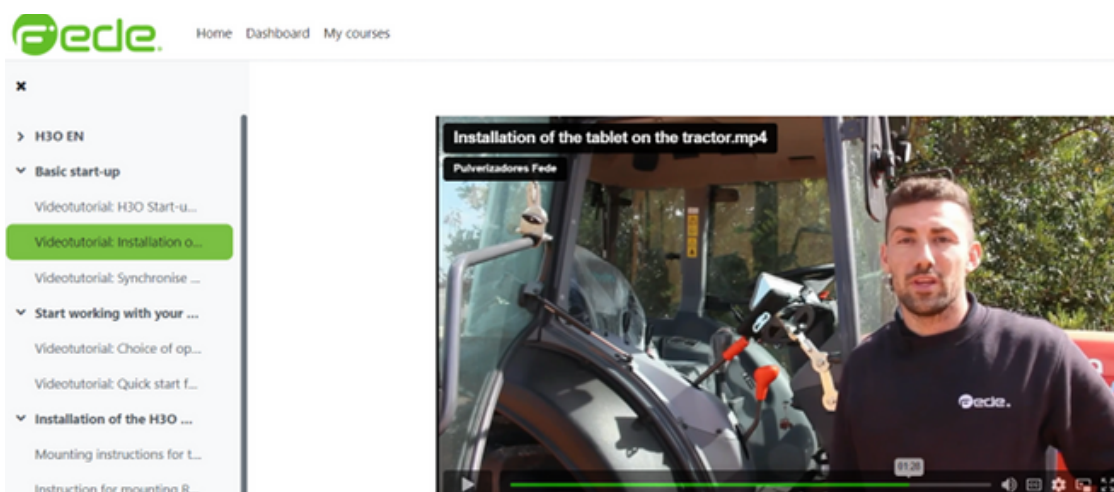 Fede.
Home Dashboard My courses
H3O EN
Basic start-up
Videotutorial: H3O Start-u...
Videotutorial: Installation o...
Videotutorial: Synchronise ...
Start working with your ...
Videotutorial: Choice of op...
Videotutorial: Quick start f...
Installation of the H3O ...
Mounting instructions for t...
Instruction for mounting R...
Installation of the tablet on the tractor.mp4
Pulverizadores Fede
Fede.
01:20